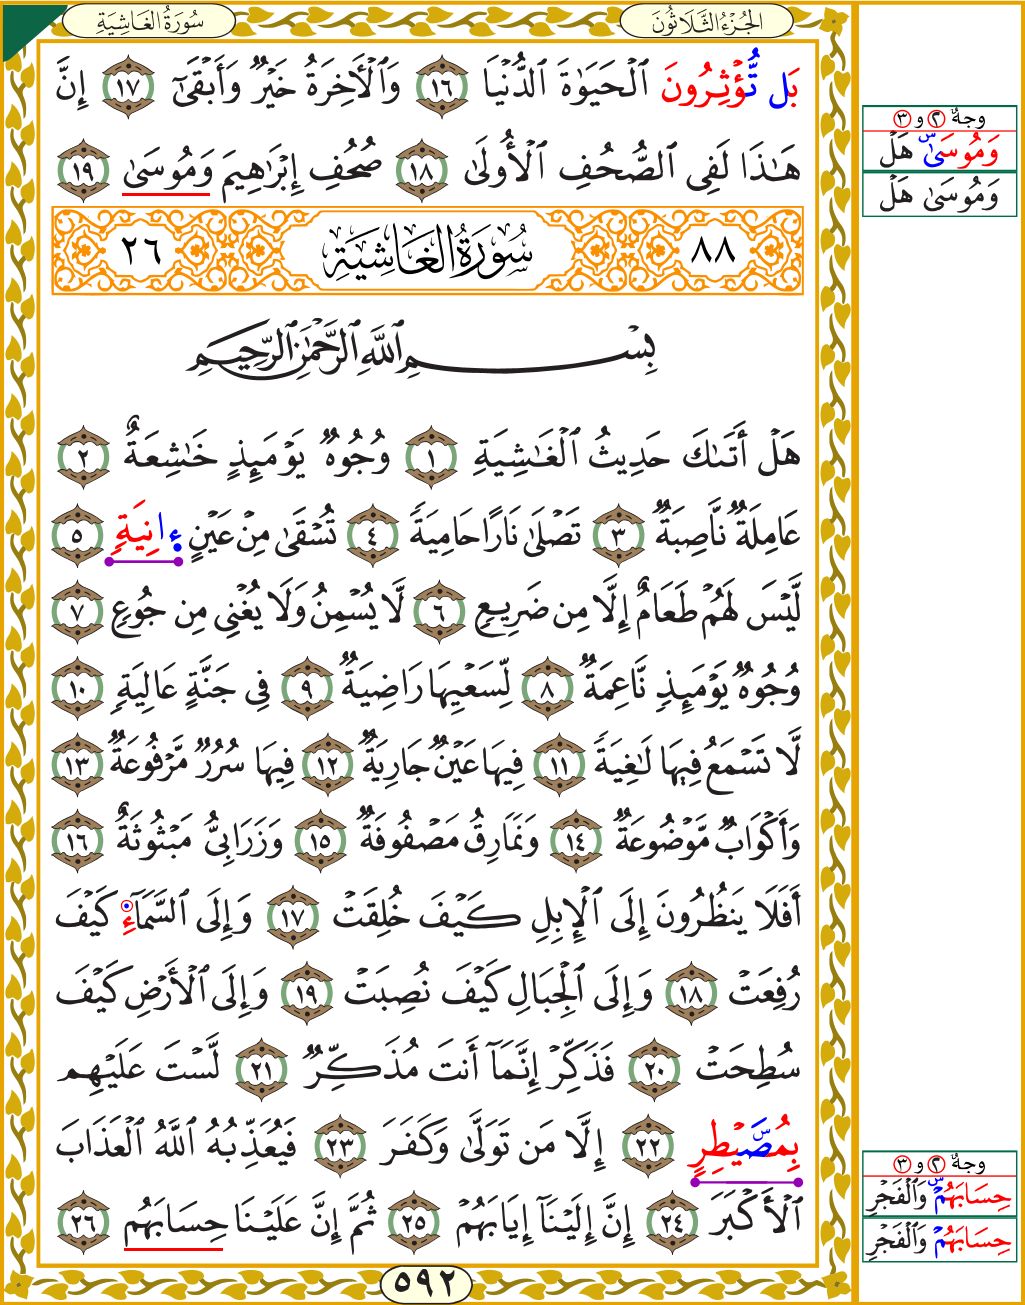 سُورَةُ الغَاشِيَةِ
الجُزْءُ الثَّلَاثُونَ
بَل تُّؤْثِرُونَ ٱلْحَيَوٰةَ ٱلدُّنْيَا ١٦ وَٱلْأٓخِرَةُ خَيْرٌ وَأَبْقَىٰٓ ١٧ إِنَّ
هَـٰذَا لَفِى ٱلصُّحُفِ ٱلْأُولَىٰ ١٨ صُحُفِ إِبْرَٰهِيمَ وَمُوسَىٰ ١٩
٨٨ سُورَةُ الغَاشِيَةِ ٢٦
بِسْمِ ٱللَّهِ ٱلرَّحْمَـٰنِ ٱلرَّحِيمِ
هَلْ أَتَىٰكَ حَدِيثُ ٱلْغَـٰشِيَةِ ١ وُجُوهٌ يَوْمَئِذٍ خَـٰشِعَةٌ ٢
عَامِلَةٌ نَّاصِبَةٌ ٣ تَصْلَىٰ نَارًا حَامِيَةً ٤ تُسْقَىٰ مِنْ عَيْنٍ ءَانِيَةٍ ٥
لَّيْسَ لَهُمْ طَعَامٌ إِلَّا مِن ضَرِيعٍ ٦ لَّا يُسْمِنُ وَلَا يُغْنِى مِن جُوعٍ ٧
وُجُوهٌ يَوْمَئِذٍ نَّاعِمَةٌ ٨ لِّسَعْيِهَا رَاضِيَةٌ ٩ فِى جَنَّةٍ عَالِيَةٍ ١٠
لَّا تَسْمَعُ فِيهَا لَـٰغِيَةً ١١ فِيهَا عَيْنٌ جَارِيَةٌ ١٢ فِيهَا سُرُرٌ مَّرْفُوعَةٌ ١٣
وَأَكْوَابٌ مَّوْضُوعَةٌ ١٤ وَنَمَارِقُ مَصْفُوفَةٌ ١٥ وَزَرَابِىُّ مَبْثُوثَةٌ ١٦
أَفَلَا يَنظُرُونَ إِلَى ٱلْإِبِلِ كَيْفَ خُلِقَتْ ١٧ وَإِلَى ٱلسَّمَآءِ كَيْفَ
رُفِعَتْ ١٨ وَإِلَى ٱلْجِبَالِ كَيْفَ نُصِبَتْ ١٩ وَإِلَى ٱلْأَرْضِ كَيْفَ
سُطِحَتْ ٢٠ فَذَكِّرْ إِنَّمَآ أَنتَ مُذَكِّرٌ ٢١ لَّسْتَ عَلَيْهِم
بِمُصَۜيْطِرٍ ٢٢ إِلَّا مَن تَوَلَّىٰ وَكَفَرَ ٢٣ فَيُعَذِّبُهُ ٱللَّهُ ٱلْعَذَابَ
ٱلْأَكْبَرَ ٢٤ إِنَّ إِلَيْنَآ إِيَابَهُمْ ٢٥ ثُمَّ إِنَّ عَلَيْنَا حِسَابَهُم ٢٦
٥٩٢
وجهٌ ٢ و ٣
وَمُوسَىٰۜ هَلْ
وَمُوسَىٰ هَلْ
وجهٌ ٢ و ٣
حِسَابَهُمۜ وَٱلْفَجْرِ
حِسَابَهُمْ وَٱلْفَجْرِ